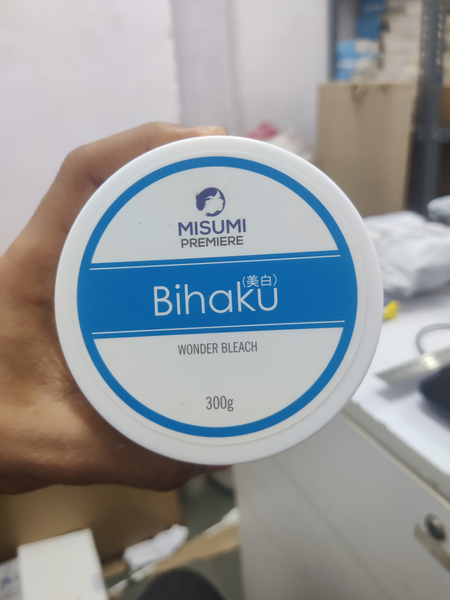 MISUMI
PREMIERE
Bihaku (美白)
WONDER BLEACH
300g